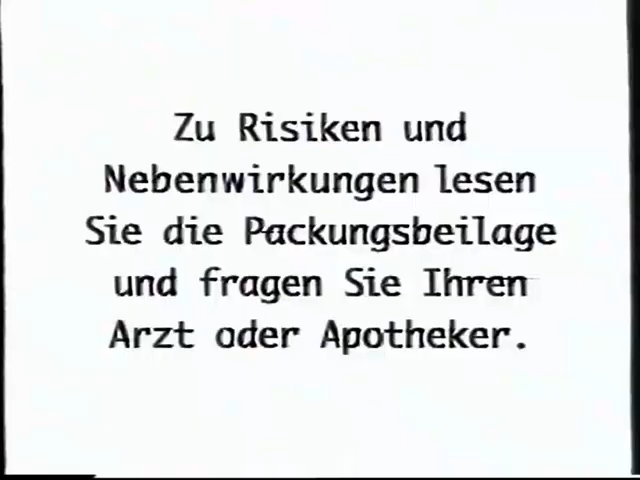 Zu Risiken und
Nebenwirkungen lesen
Sie die Packungsbeilage
und fragen Sie Ihren
Arzt oder Apotheker.